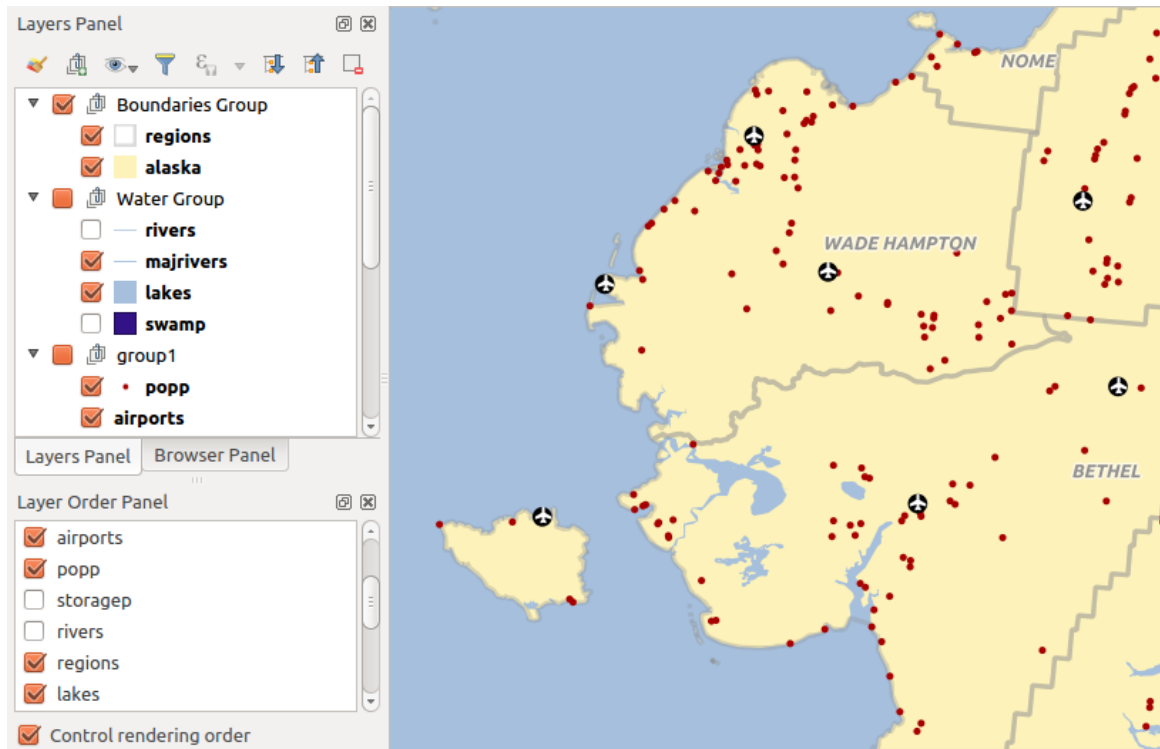 Layers Panel
Boundaries Group
regions
alaska
Water Group
rivers
majrivers
lakes
swamp
group1
popp
airports
Layers Panel
Browser Panel
Layer Order Panel
airports
popp
storagep
rivers
regions
lakes
Control rendering order
NOME
WADE HAMPTON
BETHEL